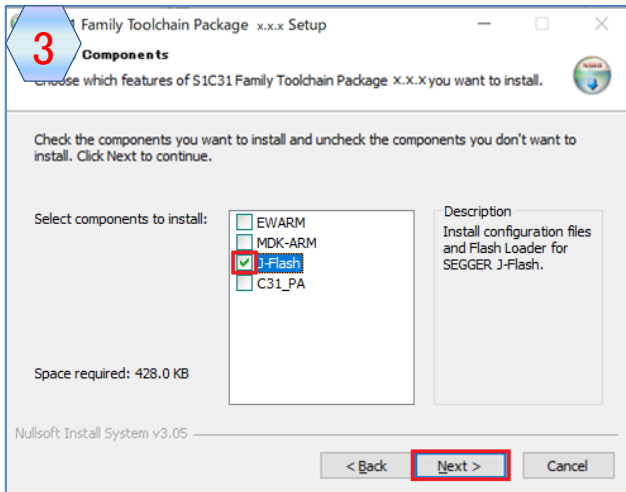 1 Family Toolchain Package x.x.x Setup
3
Components
Choose which features of S1C31 Family Toolchain Package x.x.x you want to install.
Check the components you want to install and uncheck the components you don't want to
install. Click Next to continue.
Select components to install:
EWARM
MDK-ARM
J-Flash
C31_PA
Description
Install configuration files
and Flash Loader for
SEGGER J-Flash.
Space required: 428.0 KB
Nullsoft Install System v3.05
< Back
Next >
Cancel